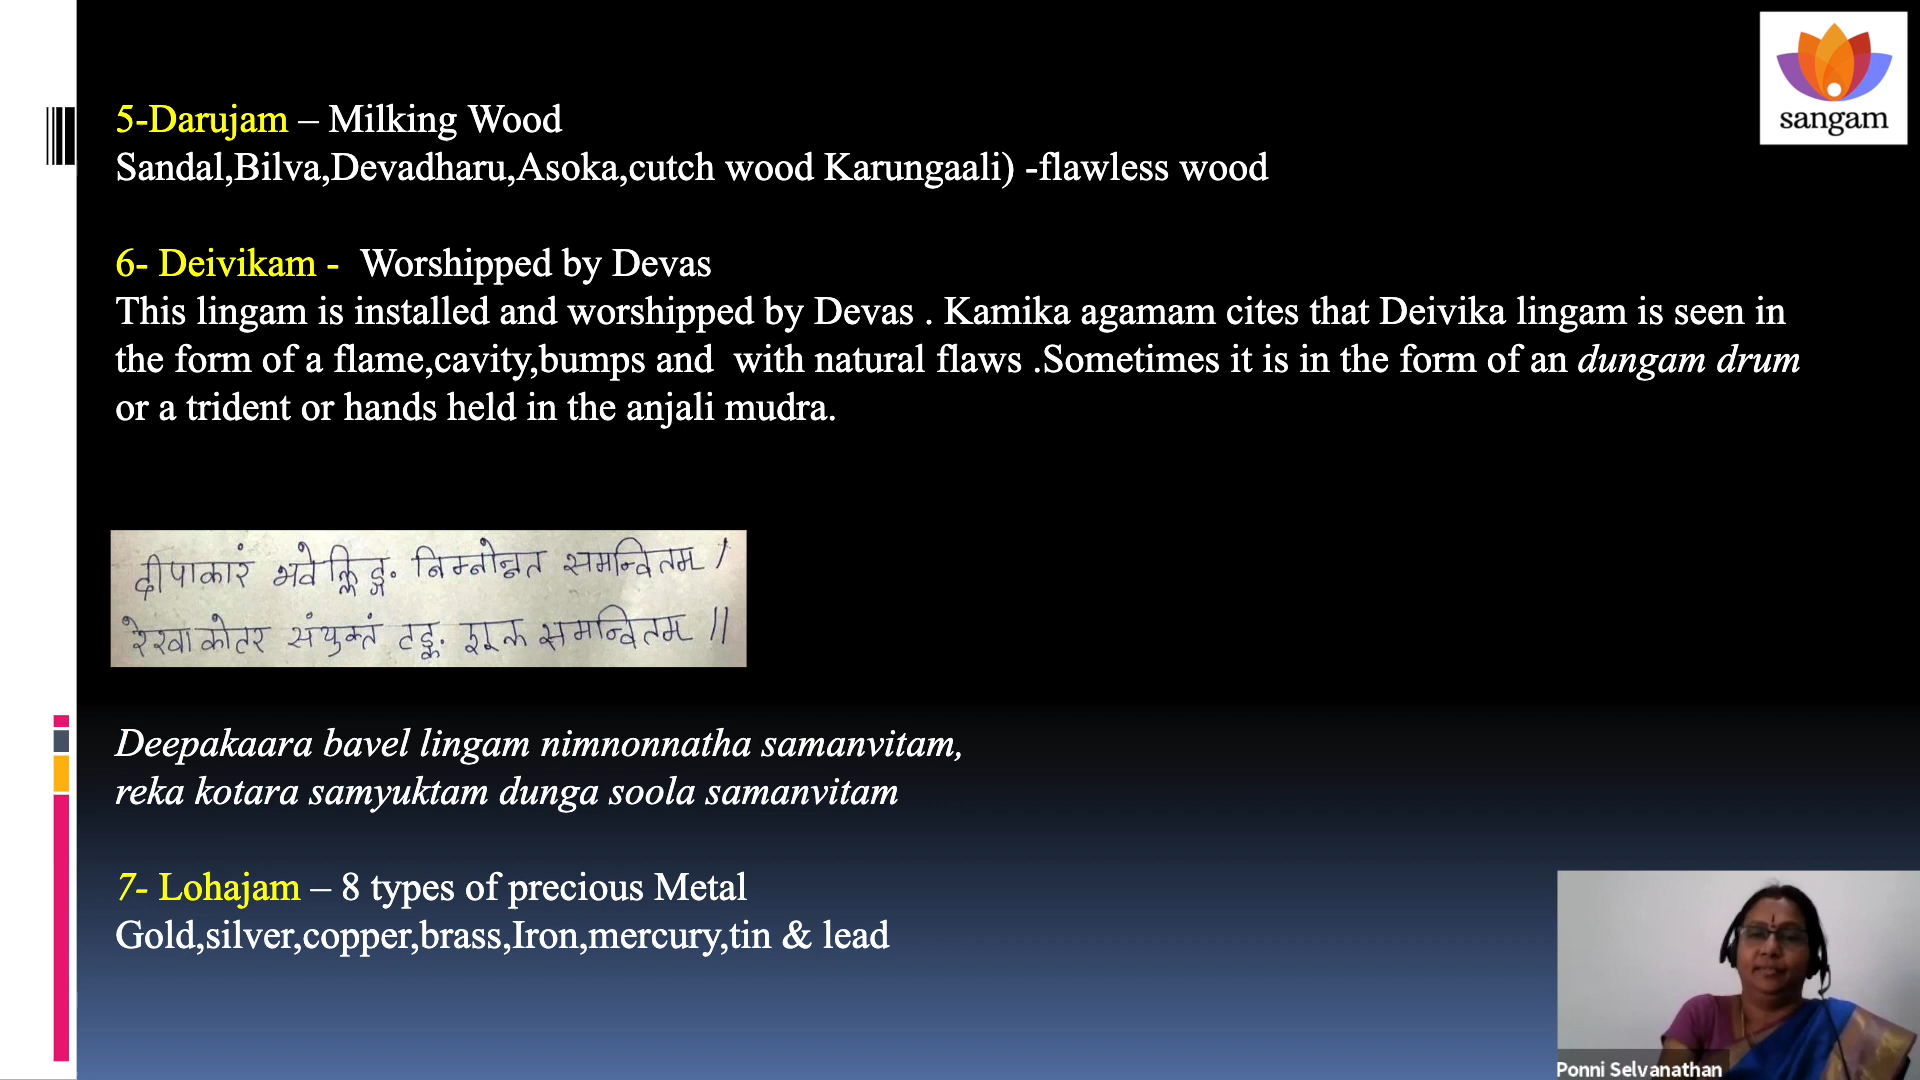 sangam
5-Darujam – Milking Wood
Sandal,Bilva,Devadharu,Asoka,cutch wood Karungaali) -flawless wood
6- Deivikam - Worshipped by Devas
This lingam is installed and worshipped by Devas . Kamika agamam cites that Deivika lingam is seen in
the form of a flame,cavity,bumps and with natural flaws .Sometimes it is in the form of an dungam drum
or a trident or hands held in the anjali mudra.
दीपाकारं भवेल्लिङ्गं निम्नोन्नत समन्वितम् ।
रेखाकोटर संयुक्तं टङ्क शूल समन्वितम् ॥
Deepakaara bavel lingam nimnonnatha samanvitam,
reka kotara samyuktam dunga soola samanvitam
7- Lohajam – 8 types of precious Metal
Gold,silver,copper,brass,Iron,mercury,tin & lead
Ponni Selvanathan